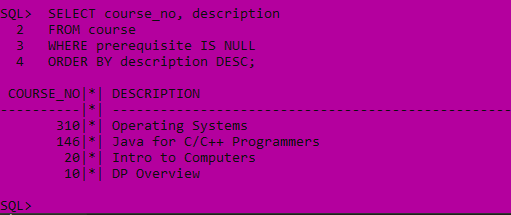 SQL>  SELECT course_no, description
  2   FROM course
  3   WHERE prerequisite IS NULL
  4   ORDER BY description DESC;
 COURSE_NO|*| DESCRIPTION
----------|*| --------------------------------------------------
       310|*| Operating Systems
       146|*| Java for C/C++ Programmers
        20|*| Intro to Computers
        10|*| DP Overview
SQL>